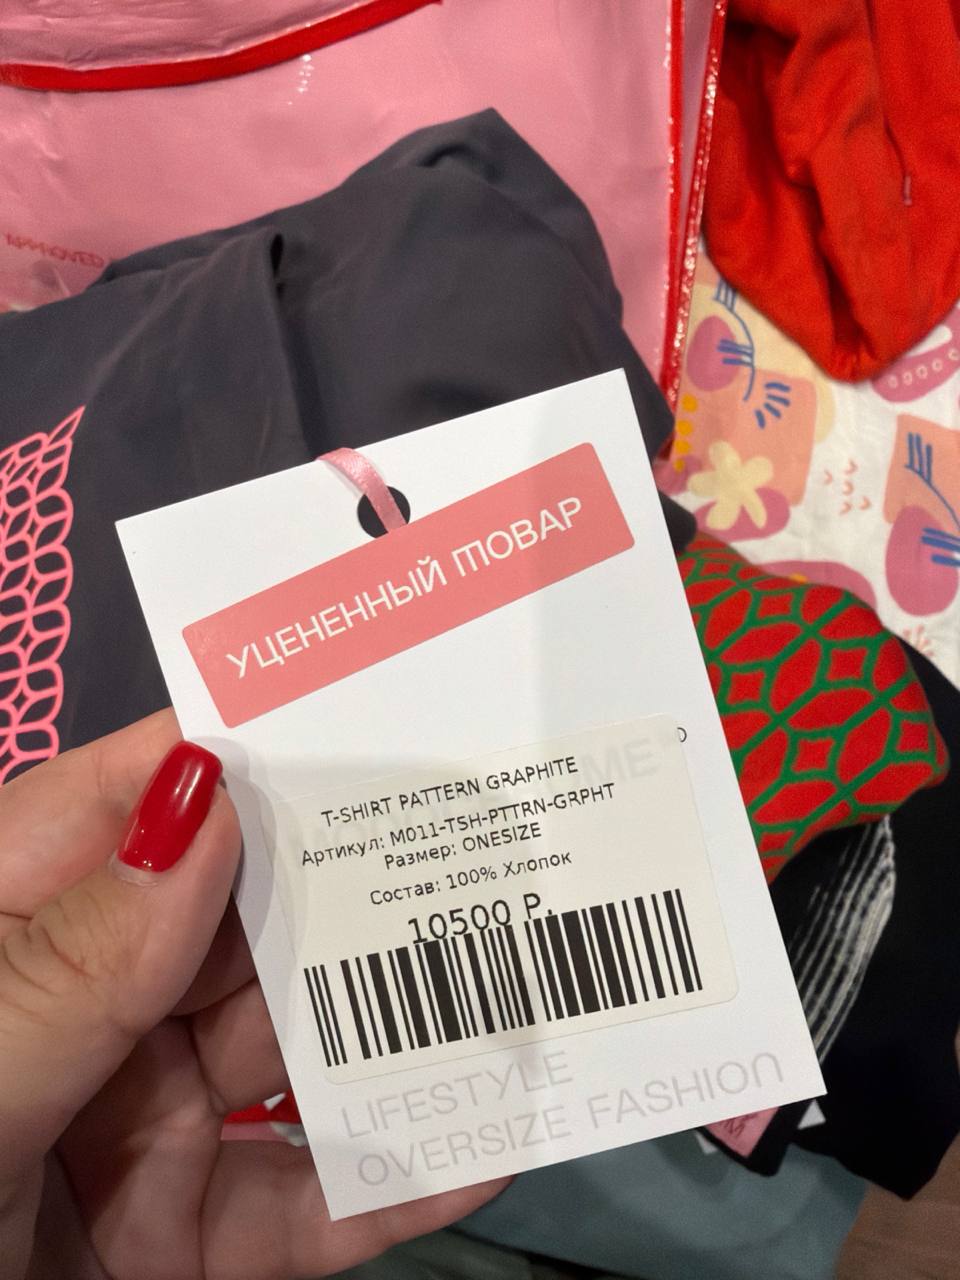 УЦЕНЕННЫЙ ТОВАР
T-SHIRT PATTERN GRAPHITE
Артикул: M011-TSH-PTTRN-GRPHT
Размер: ONESIZE
Состав: 100% Хлопок
10500 Р.
LIFESTYLE
OVERSIZE FASHION